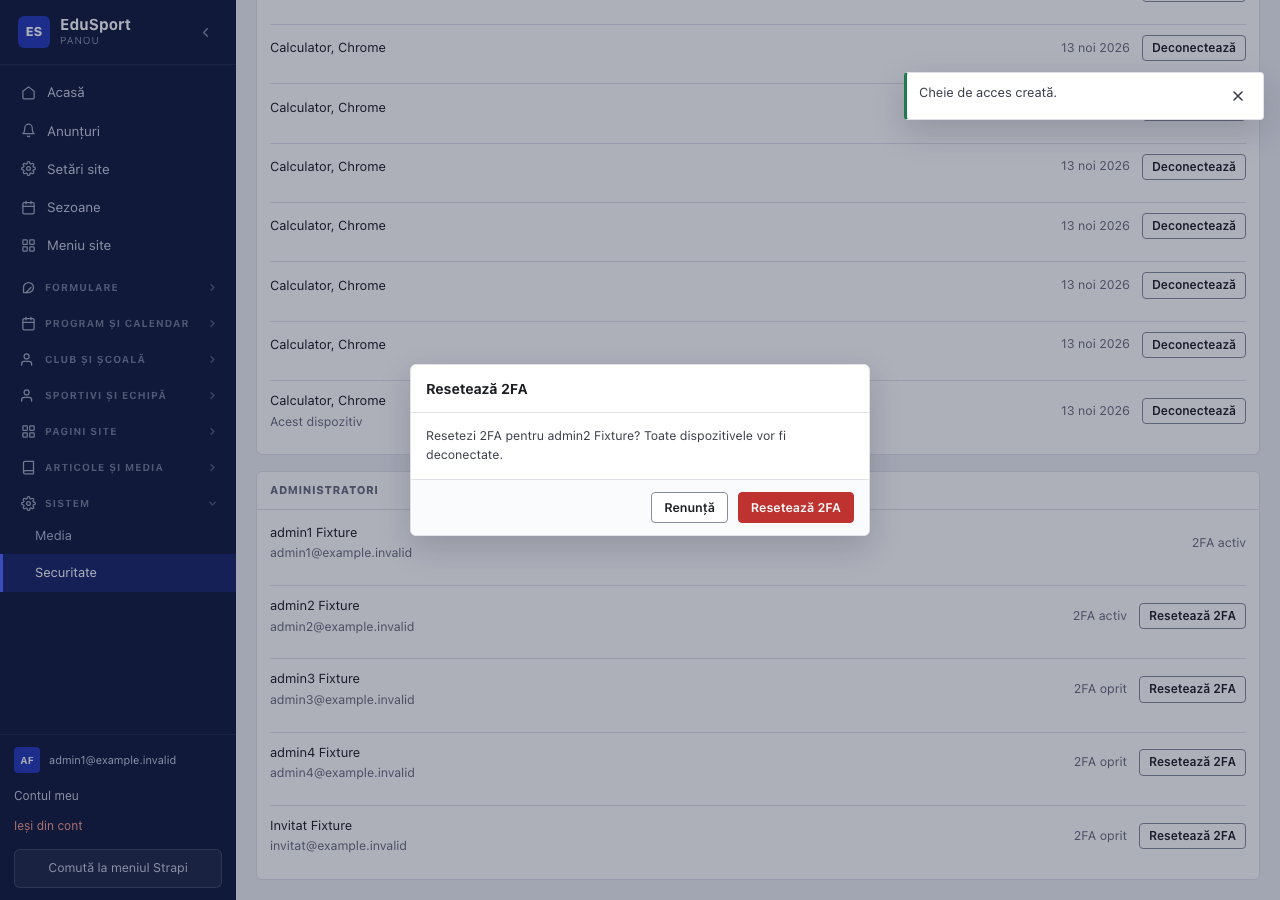 ES
EduSport
PANOU
Acasă
Anunțuri
Setări site
Sezoane
Meniu site
FORMULARE
PROGRAM ȘI CALENDAR
CLUB ȘI ȘCOALĂ
SPORTIVI ȘI ECHIPĂ
PAGINI SITE
ARTICOLE ȘI MEDIA
SISTEM
Media
Securitate
AF
admin1@example.invalid
Contul meu
Ieși din cont
Comută la meniul Strapi
Calculator, Chrome
13 noi 2026
Deconectează
Cheie de acces creată.
Calculator, Chrome
Calculator, Chrome
13 noi 2026
Deconectează
Calculator, Chrome
13 noi 2026
Deconectează
Calculator, Chrome
13 noi 2026
Deconectează
Calculator, Chrome
13 noi 2026
Deconectează
Calculator, Chrome
Acest dispozitiv
13 noi 2026
Deconectează
Resetează 2FA
Resetezi 2FA pentru admin2 Fixture? Toate dispozitivele vor fi
deconectate.
Renunță
Resetează 2FA
ADMINISTRATORI
admin1 Fixture
admin1@example.invalid
2FA activ
admin2 Fixture
admin2@example.invalid
2FA activ
Resetează 2FA
admin3 Fixture
admin3@example.invalid
2FA oprit
Resetează 2FA
admin4 Fixture
admin4@example.invalid
2FA oprit
Resetează 2FA
Invitat Fixture
invitat@example.invalid
2FA oprit
Resetează 2FA